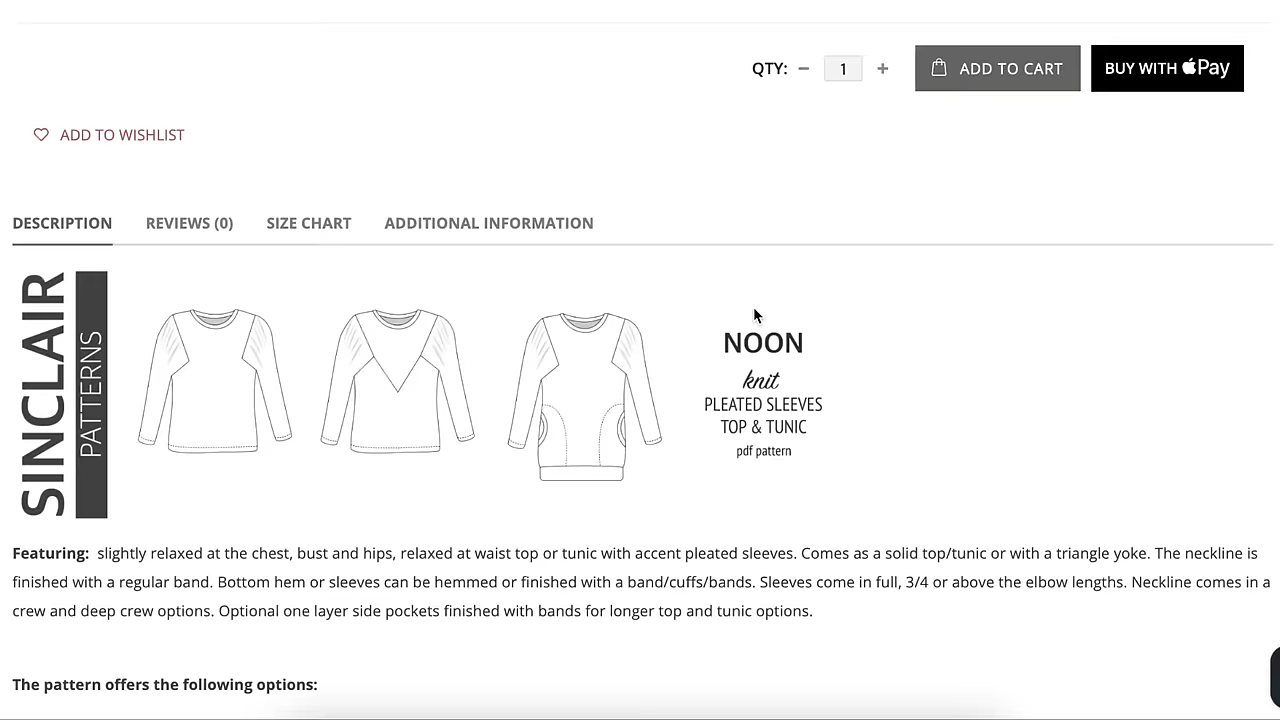 QTY: − 1 + ADD TO CART BUY WITH Pay
ADD TO WISHLIST
DESCRIPTION REVIEWS (0) SIZE CHART ADDITIONAL INFORMATION
SINCLAIR
PATTERNS
NOON
knit
PLEATED SLEEVES
TOP & TUNIC
pdf pattern
Featuring: slightly relaxed at the chest, bust and hips, relaxed at waist top or tunic with accent pleated sleeves. Comes as a solid top/tunic or with a triangle yoke. The neckline is
finished with a regular band. Bottom hem or sleeves can be hemmed or finished with a band/cuffs/bands. Sleeves come in full, 3/4 or above the elbow lengths. Neckline comes in a
crew and deep crew options. Optional one layer side pockets finished with bands for longer top and tunic options.
The pattern offers the following options: